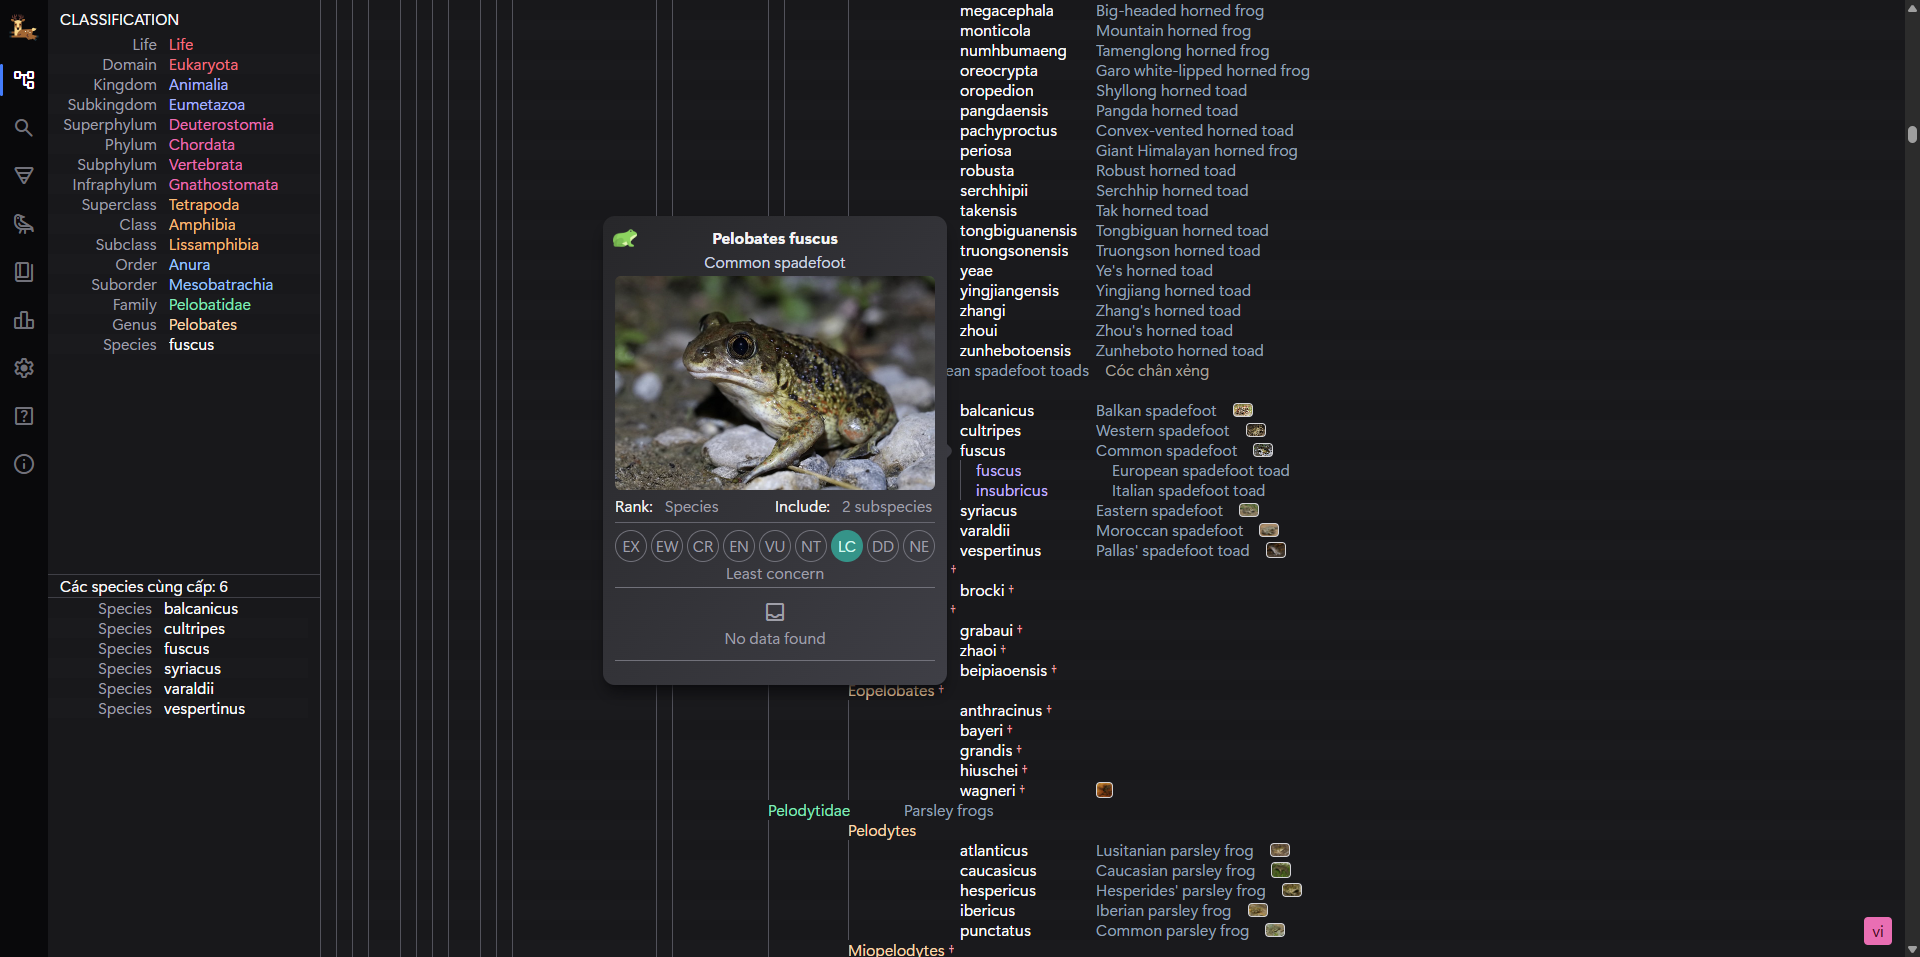 CLASSIFICATION
Life Life
Domain Eukaryota
Kingdom Animalia
Subkingdom Eumetazoa
Superphylum Deuterostomia
Phylum Chordata
Subphylum Vertebrata
Infraphylum Gnathostomata
Superclass Tetrapoda
Class Amphibia
Subclass Lissamphibia
Order Anura
Suborder Mesobatrachia
Family Pelobatidae
Genus Pelobates
Species fuscus
Các species cùng cấp: 6
Species balcanicus
Species cultripes
Species fuscus
Species syriacus
Species varaldii
Species vespertinus
Pelobates fuscus
Common spadefoot
Rank: Species Include: 2 subspecies
EX EW CR EN VU NT LC DD NE
Least concern
No data found
megacephala Big-headed horned frog
monticola Mountain horned frog
numhbumaeng Tamenglong horned frog
oreocrypta Garo white-lipped horned frog
oropedion Shyllong horned toad
pangdaensis Pangda horned toad
pachyproctus Convex-vented horned toad
periosa Giant Himalayan horned frog
robusta Robust horned toad
serchhipii Serchhip horned toad
takensis Tak horned toad
tongbiguanensis Tongbiguan horned toad
truongsonensis Truongson horned toad
yeae Ye's horned toad
yingjiangensis Yingjiang horned toad
zhangi Zhang's horned toad
zhoui Zhou's horned toad
zunhebotoensis Zunheboto horned toad
ean spadefoot toads Cóc chân xẻng
balcanicus Balkan spadefoot
cultripes Western spadefoot
fuscus Common spadefoot
fuscus European spadefoot toad
insubricus Italian spadefoot toad
syriacus Eastern spadefoot
varaldii Moroccan spadefoot
vespertinus Pallas' spadefoot toad
†
brocki †
†
grabaui †
zhaoi †
beipiaoensis †
Eopelobates †
anthracinus †
bayeri †
grandis †
hiuschei †
wagneri †
Pelodytidae Parsley frogs
Pelodytes
atlanticus Lusitanian parsley frog
caucasicus Caucasian parsley frog
hespericus Hesperides' parsley frog
ibericus Iberian parsley frog
punctatus Common parsley frog
Miopelodytes †
vi